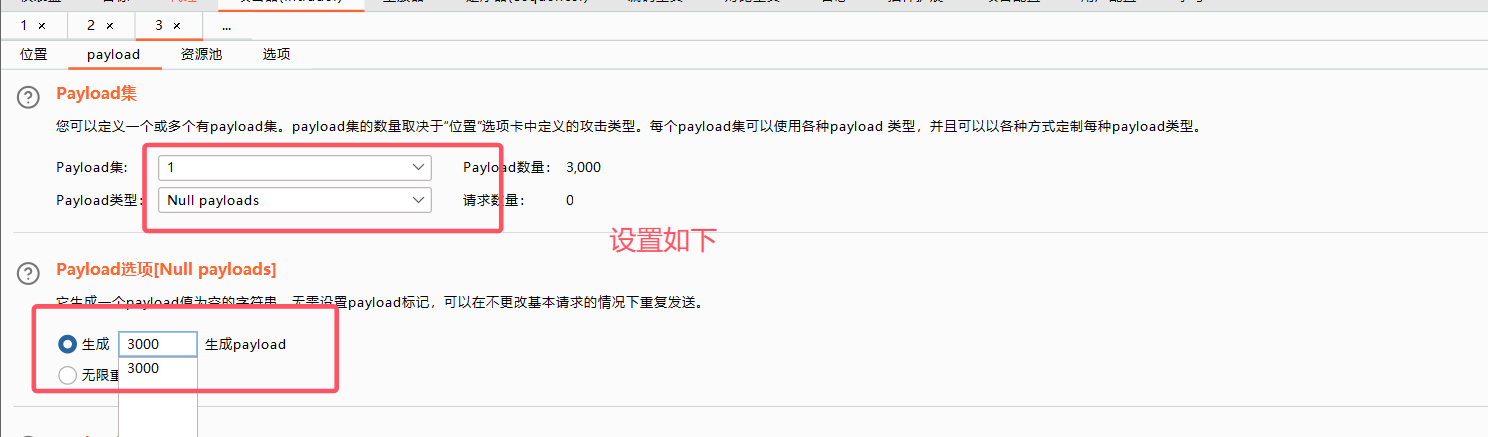 1 × 2 × 3 × ...
位置 payload 资源池 选项
Payload集
您可以定义一个或多个有payload集。payload集的数量取决于“位置”选项卡中定义的攻击类型。每个payload集可以使用各种payload 类型，并且可以以各种方式定制每种payload类型。
Payload集: 1 Payload数量: 3,000
Payload类型: Null payloads 请求数量: 0
设置如下
Payload选项[Null payloads]
它生成一个payload值为空的字符串。无需设置payload标记，可以在不更改基本请求的情况下重复发送。
生成 3000 生成payload
3000
无限重